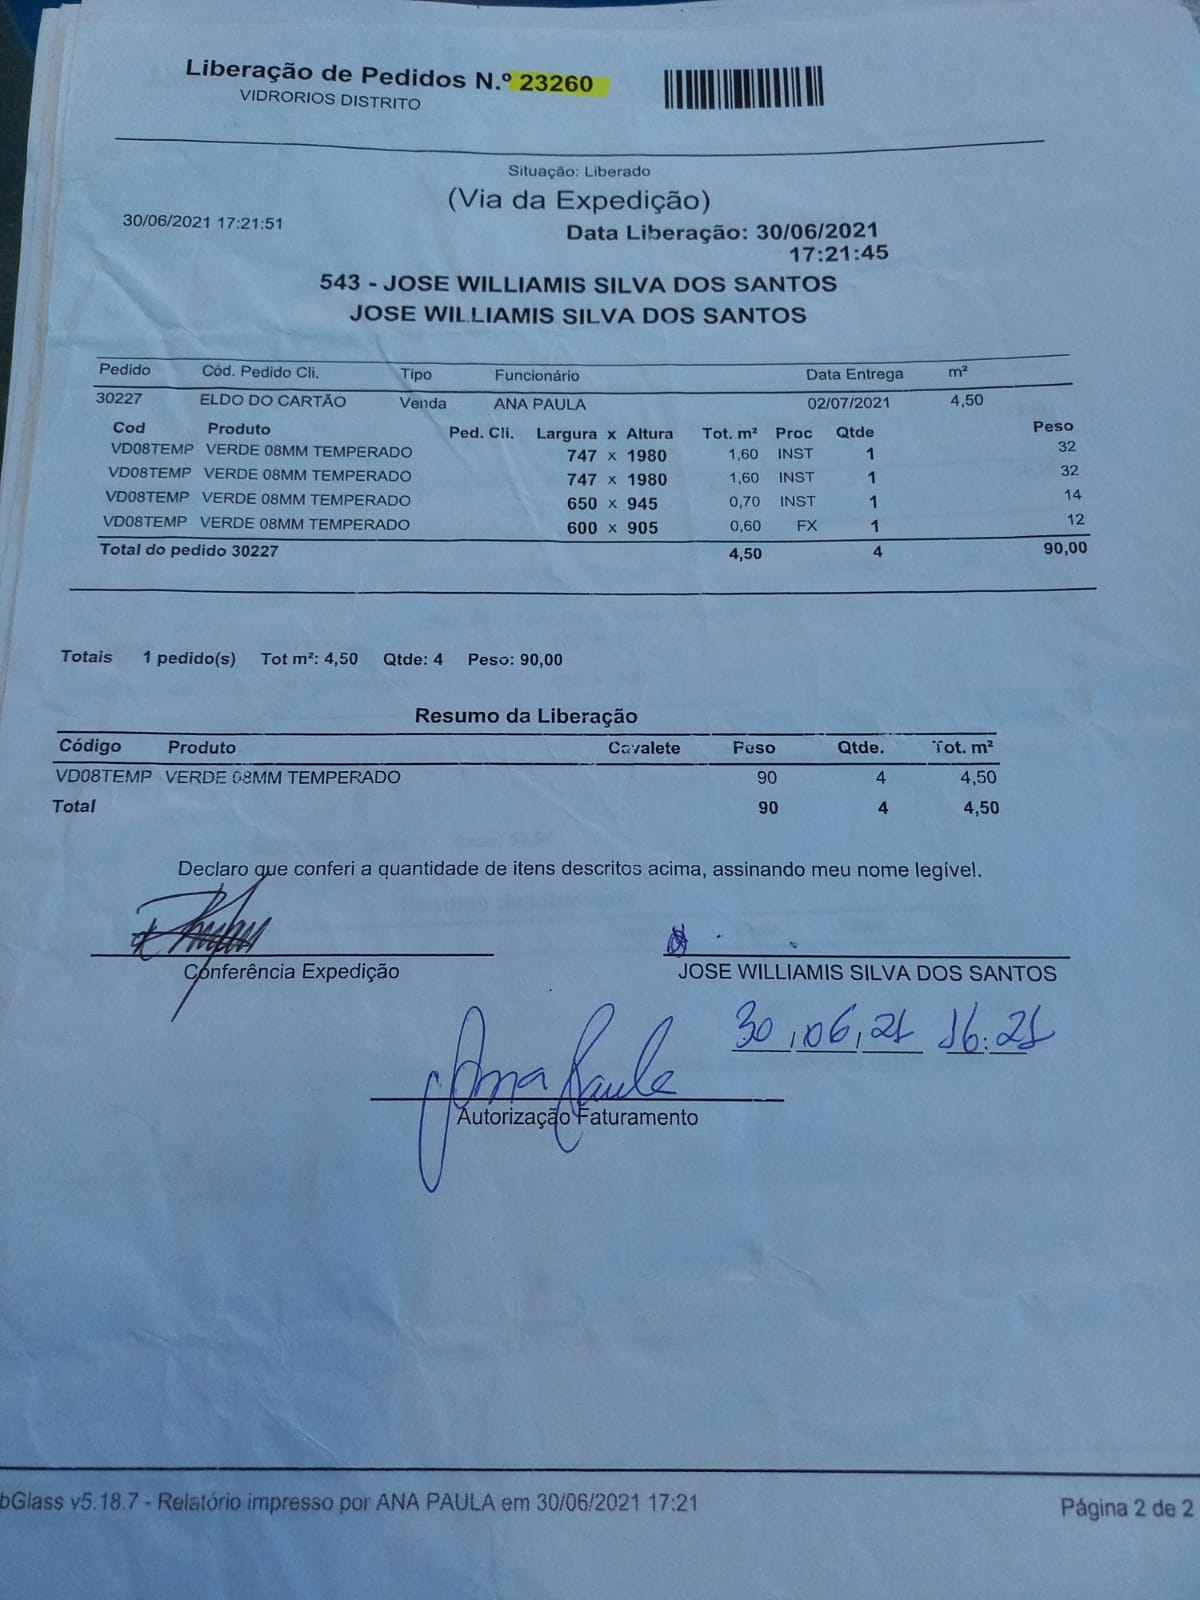 Liberação de Pedidos N.º 23260
VIDRORIOS DISTRITO
Situação: Liberado
(Via da Expedição)
30/06/2021 17:21:51
Data Liberação: 30/06/2021
17:21:45
543 - JOSE WILLIAMIS SILVA DOS SANTOS
JOSE WILLIAMIS SILVA DOS SANTOS
Pedido Cód. Pedido Cli. Tipo Funcionário Data Entrega m²
30227 ELDO DO CARTÃO Venda ANA PAULA 02/07/2021 4,50
Cod Produto Ped. Cli. Largura x Altura Tot. m² Proc Qtde Peso
VD08TEMP VERDE 08MM TEMPERADO 747 x 1980 1,60 INST 1 32
VD08TEMP VERDE 08MM TEMPERADO 747 x 1980 1,60 INST 1 32
VD08TEMP VERDE 08MM TEMPERADO 650 x 945 0,70 INST 1 14
VD08TEMP VERDE 08MM TEMPERADO 600 x 905 0,60 FX 1 12
Total do pedido 30227 4,50 4 90,00
Totais 1 pedido(s) Tot m²: 4,50 Qtde: 4 Peso: 90,00
Resumo da Liberação
Código Produto Cavalete Peso Qtde. Tot. m²
VD08TEMP VERDE 08MM TEMPERADO 90 4 4,50
Total 90 4 4,50
Declaro que conferi a quantidade de itens descritos acima, assinando meu nome legível.
Conferência Expedição
JOSE WILLIAMIS SILVA DOS SANTOS
30/06/21 16:21
Ana Paula
Autorização Faturamento
bGlass v5.18.7 - Relatório impresso por ANA PAULA em 30/06/2021 17:21
Página 2 de 2